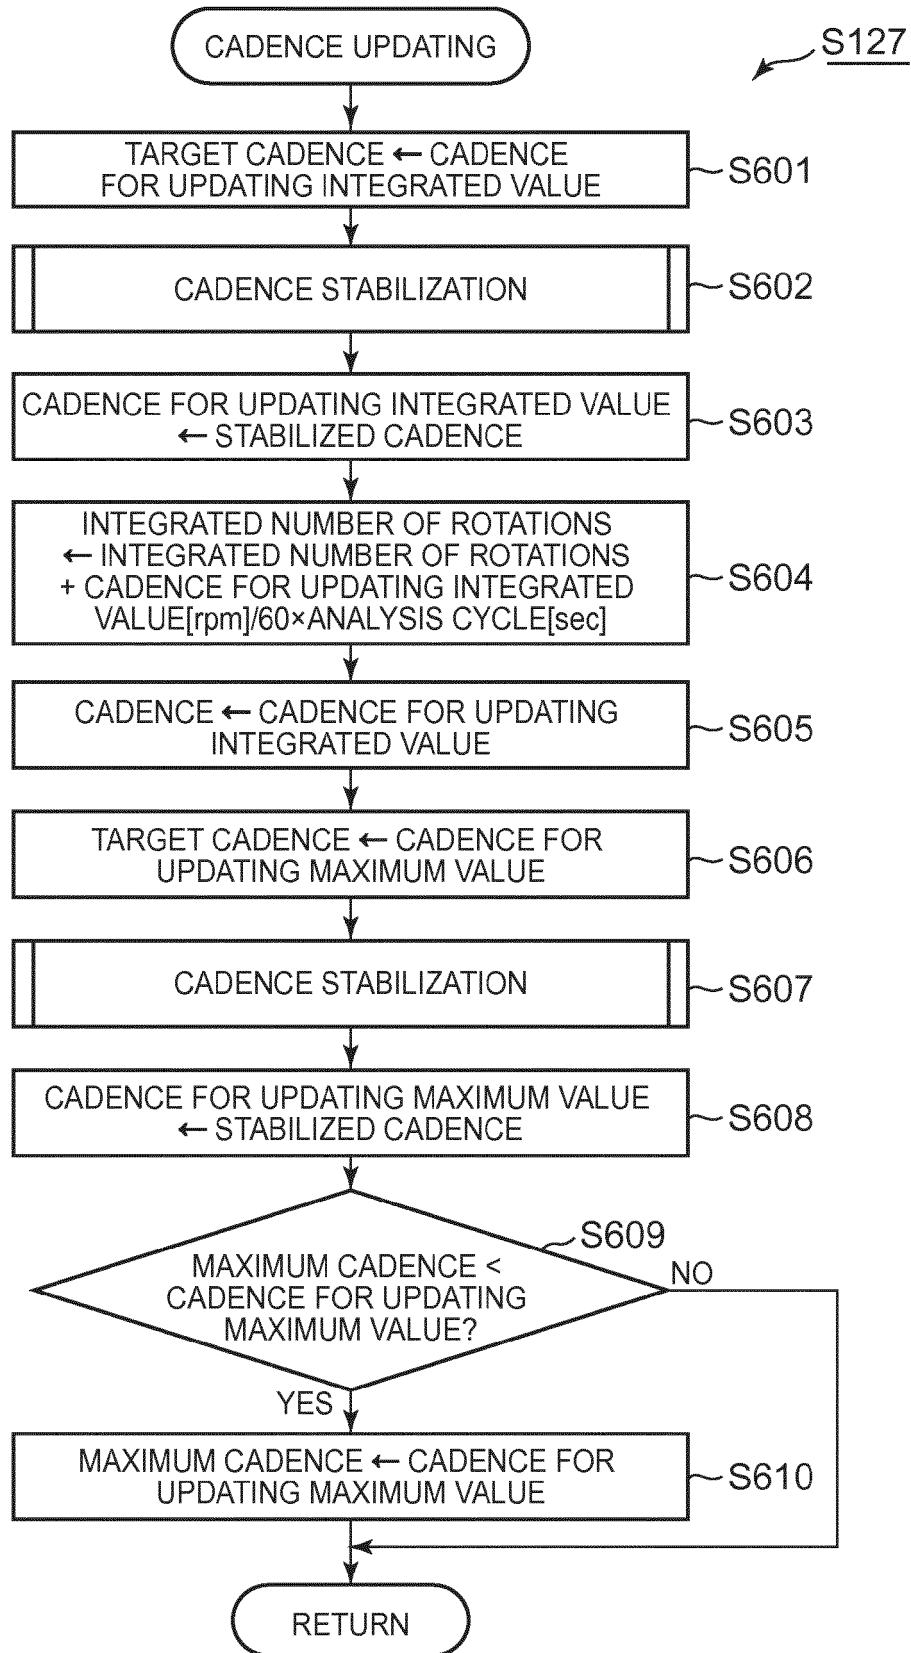 CADENCE UPDATING
S127
TARGET CADENCE ← CADENCE
FOR UPDATING INTEGRATED VALUE
S601
CADENCE STABILIZATION
S602
CADENCE FOR UPDATING INTEGRATED VALUE
← STABILIZED CADENCE
S603
INTEGRATED NUMBER OF ROTATIONS
← INTEGRATED NUMBER OF ROTATIONS
+ CADENCE FOR UPDATING INTEGRATED
VALUE[rpm]/60×ANALYSIS CYCLE[sec]
S604
CADENCE ← CADENCE FOR UPDATING
INTEGRATED VALUE
S605
TARGET CADENCE ← CADENCE FOR
UPDATING MAXIMUM VALUE
S606
CADENCE STABILIZATION
S607
CADENCE FOR UPDATING MAXIMUM VALUE
← STABILIZED CADENCE
S608
S609
MAXIMUM CADENCE <
CADENCE FOR UPDATING
MAXIMUM VALUE?
NO
YES
MAXIMUM CADENCE ← CADENCE FOR
UPDATING MAXIMUM VALUE
S610
RETURN